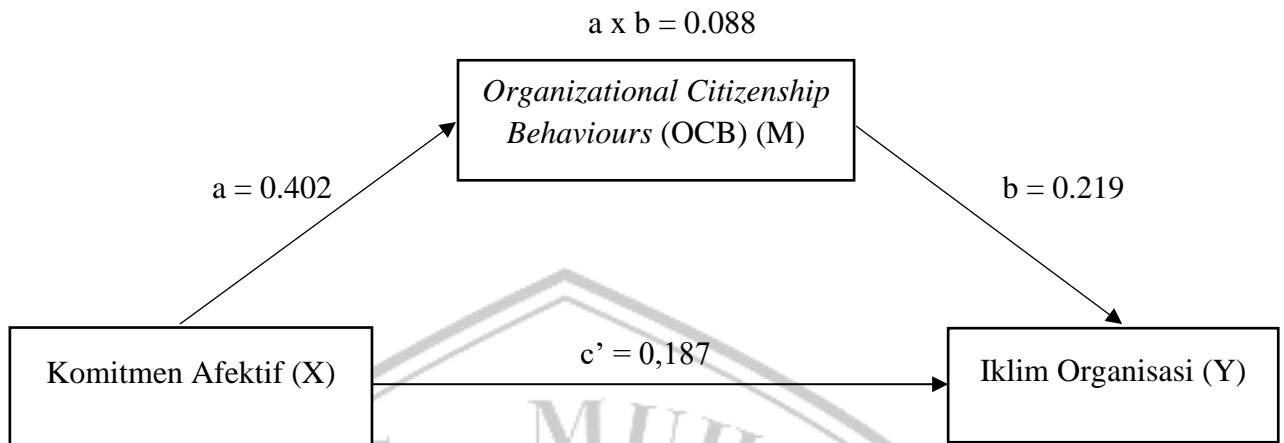 a x b = 0.088
Organizational Citizenship
Behaviours (OCB) (M)
a = 0.402
b = 0.219
Komitmen Afektif (X)
c’ = 0,187
Iklim Organisasi (Y)